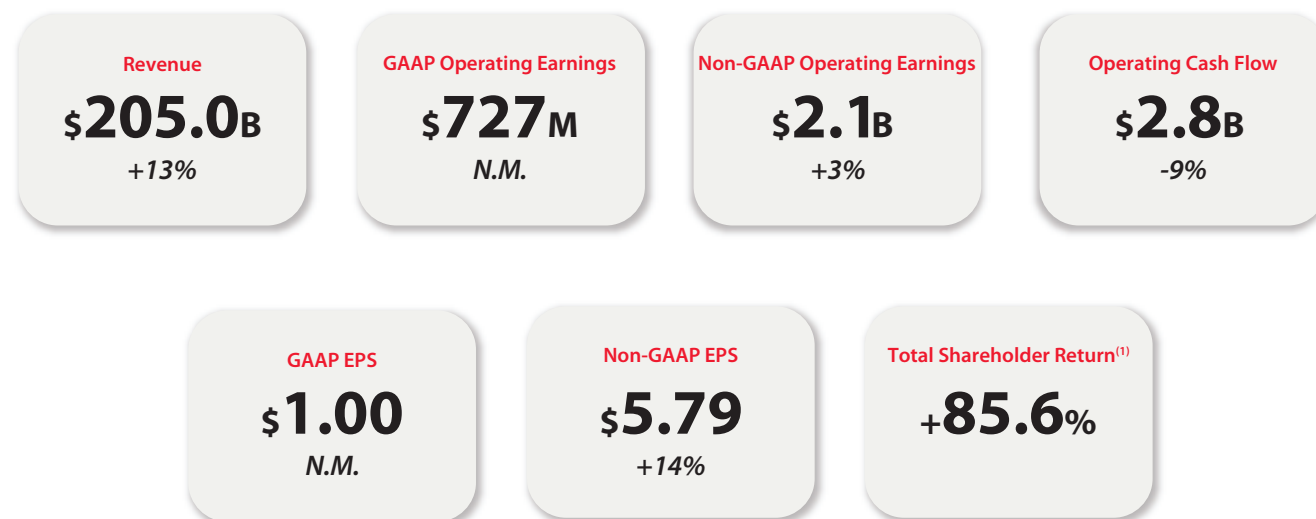 Revenue
$205.0B
+13%
GAAP Operating Earnings
$727M
N.M.
Non-GAAP Operating Earnings
$2.1B
+3%
Operating Cash Flow
$2.8B
-9%
GAAP EPS
$1.00
N.M.
Non-GAAP EPS
$5.79
+14%
Total Shareholder Return(1)
+85.6%